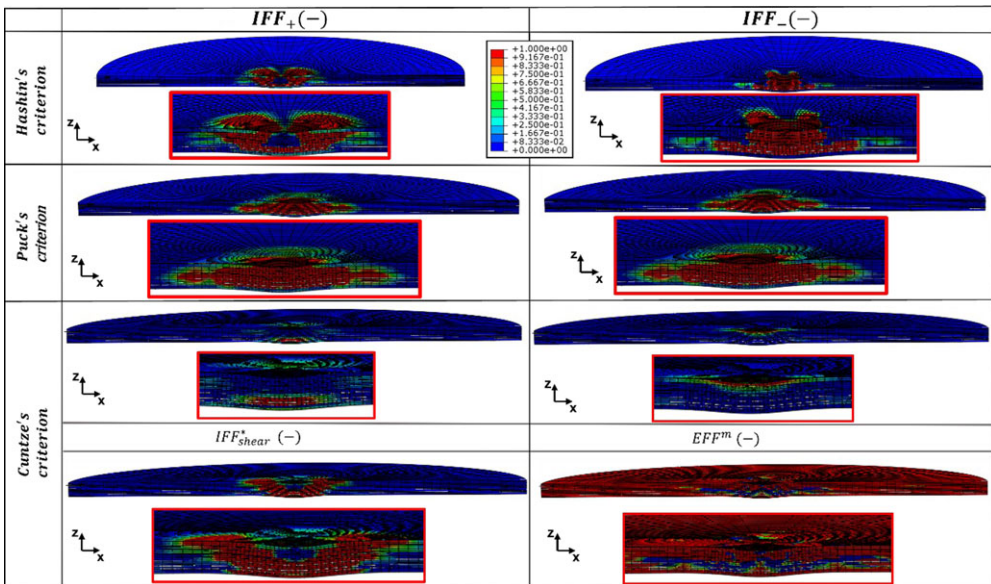 IFF₊(−) IFF₋(−)
Hashin's
criterion
+1.000e+00
+9.167e-01
+8.333e-01
+7.500e-01
+6.667e-01
+5.833e-01
+5.000e-01
+4.167e-01
+3.333e-01
+2.500e-01
+1.667e-01
+8.333e-02
+0.000e+00
z
x
z
x
Puck's
criterion
z
x
z
x
Cuntze's
criterion
z
x
z
x
IFF*shear (−) EFFᵐ (−)
z
x
z
x